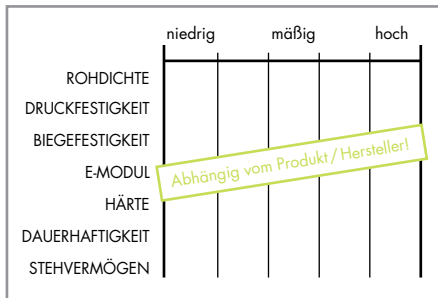 niedrig mäßig hoch
ROHDICHTE
DRUCKFESTIGKEIT
BIEGEFESTIGKEIT
E-MODUL
Abhängig vom Produkt / Hersteller!
HÄRTE
DAUERHAFTIGKEIT
STEHVERMÖGEN